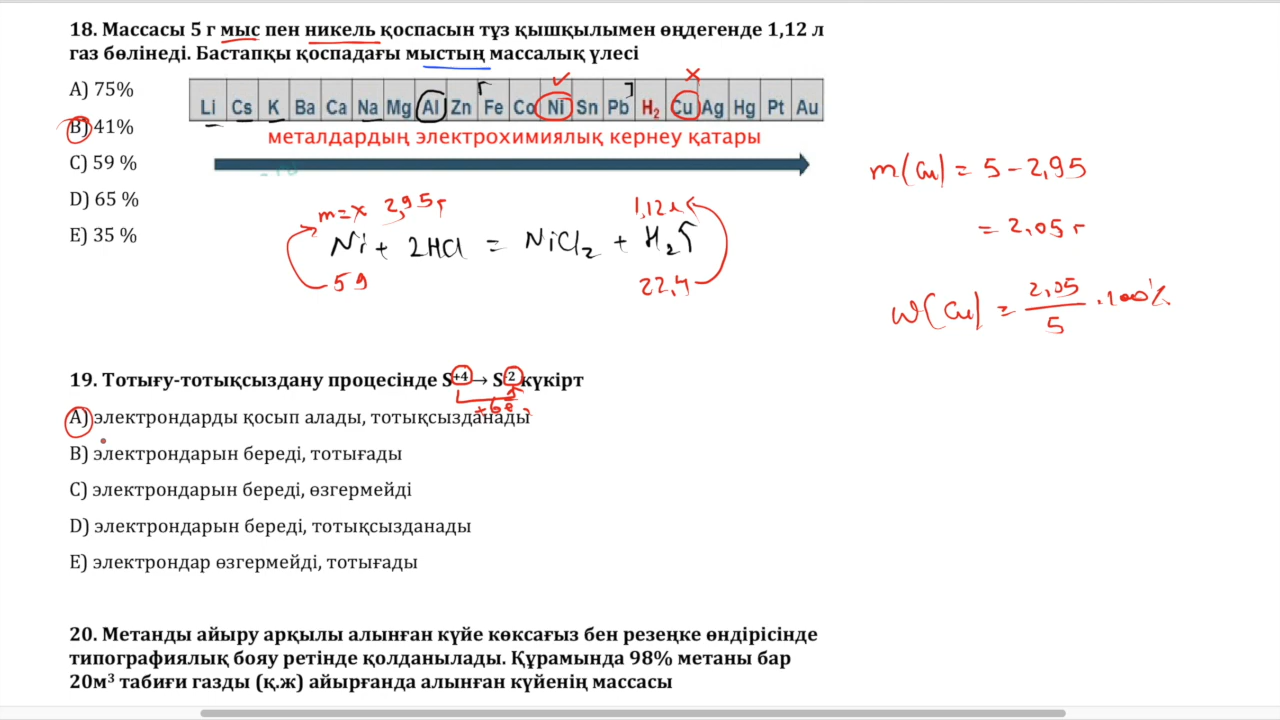 18. Массасы 5 г мыс пен никель қоспасын тұз қышқылымен өңдегенде 1,12 л
газ бөлінеді. Бастапқы қоспадағы мыстың массалық үлесі
A) 75%
B) 41%
C) 59 %
D) 65 %
E) 35 %
Li Cs K Ba Ca Na Mg Al Zn Fe Co Ni Sn Pb H₂ Cu Ag Hg Pt Au
металдардың электрохимиялық кернеу қатары
m=x 2,95 г 1,12 л
Ni + 2HCl = NiCl₂ + H₂↑
59 22,4
m(Cu) = 5 - 2,95
= 2,05 г
w(Cu) = 2,05/5 · 100%
19. Тотығу-тотықсыздану процесінде S⁺⁴ → S⁻² күкірт
+6e
A) электрондарды қосып алады, тотықсызданады
B) электрондарын береді, тотығады
C) электрондарын береді, өзгермейді
D) электрондарын береді, тотықсызданады
E) электрондар өзгермейді, тотығады
20. Метанды айыру арқылы алынған күйе көксағыз бен резеңке өндірісінде
типографиялық бояу ретінде қолданылады. Құрамында 98% метаны бар
20м³ табиғи газды (қ.ж) айырғанда алынған күйенің массасы